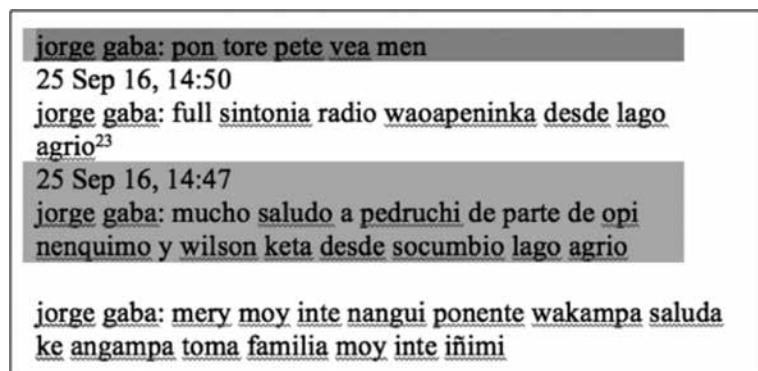 jorge gaba: pon tore pete vea men
25 Sep 16, 14:50
jorge gaba: full sintonia radio waoapeninka desde lago
agrio²³
25 Sep 16, 14:47
jorge gaba: mucho saludo a pedruchi de parte de opi
nenquimo y wilson keta desde socumbio lago agrio
jorge gaba: mery moy inte nangui ponente wakampa saluda
ke angampa toma familia moy inte iñimi